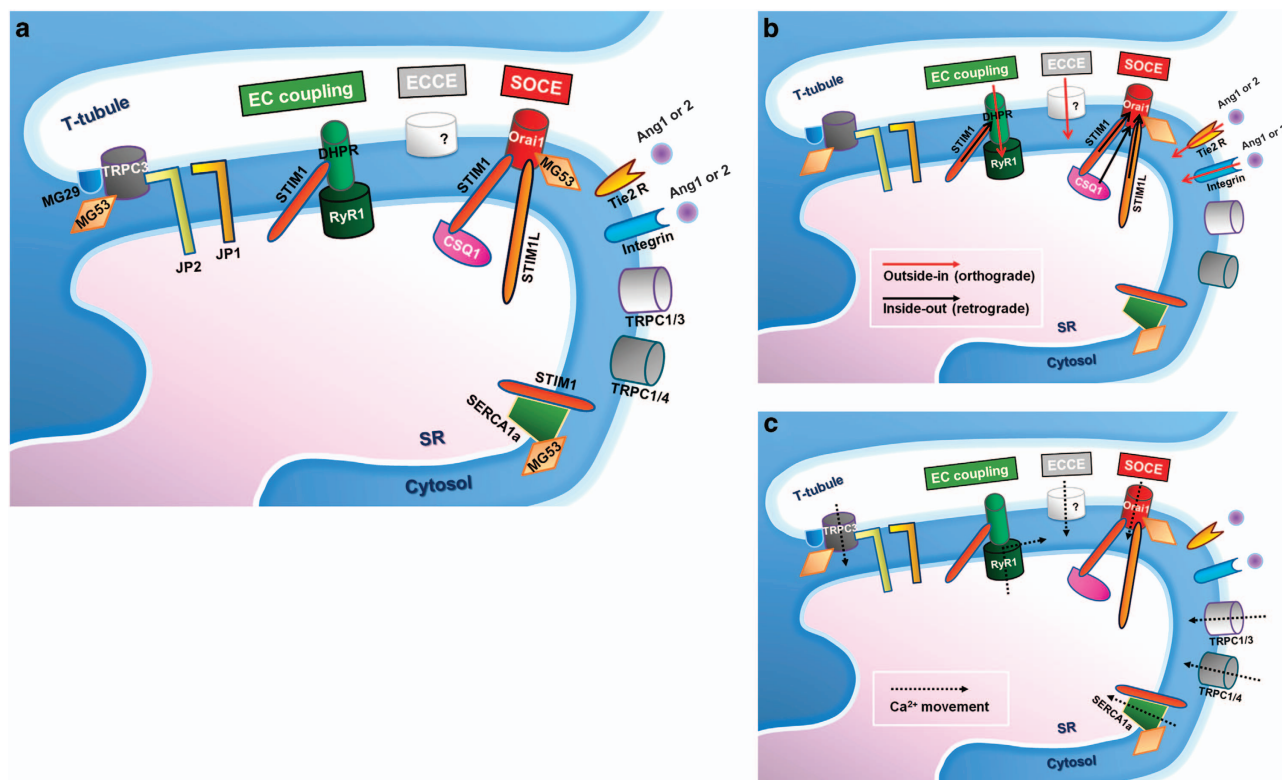 a
T-tubule
EC coupling
ECCE
SOCE
MG29
TRPC3
MG53
JP2
JP1
STIM1
DHPR
RyR1
?
STIM1
Orai1
MG53
CSQ1
STIM1L
Ang1 or 2
Tie2 R
Ang1 or 2
Integrin
TRPC1/3
TRPC1/4
STIM1
SERCA1a
MG53
SR
Cytosol
b
T-tubule
EC coupling
ECCE
SOCE
STIM1
DHPR
RyR1
?
STIM1
Orai1
CSQ1
STIM1L
Ang1 or 2
Tie2 R
Ang1 or 2
Integrin
Outside-in (orthograde)
Inside-out (retrograde)
SR
Cytosol
c
T-tubule
EC coupling
ECCE
SOCE
TRPC3
RyR1
?
Orai1
TRPC1/3
TRPC1/4
SERCA1a
Ca²⁺ movement
SR
Cytosol